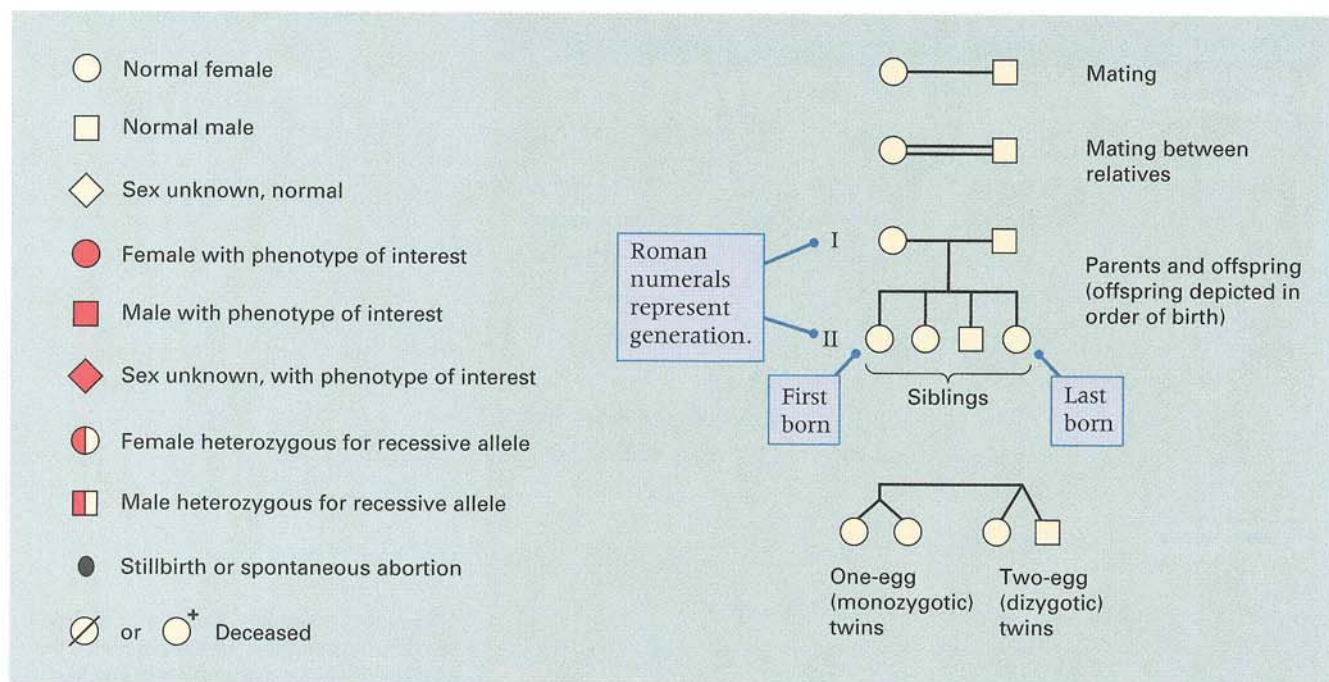 Normal female
Normal male
Sex unknown, normal
Female with phenotype of interest
Male with phenotype of interest
Sex unknown, with phenotype of interest
Female heterozygous for recessive allele
Male heterozygous for recessive allele
Stillbirth or spontaneous abortion
or + Deceased
Mating
Mating between
relatives
Roman
numerals
represent
generation.
I
II
Parents and offspring
(offspring depicted in
order of birth)
First
born
Siblings
Last
born
One-egg
(monozygotic)
twins
Two-egg
(dizygotic)
twins